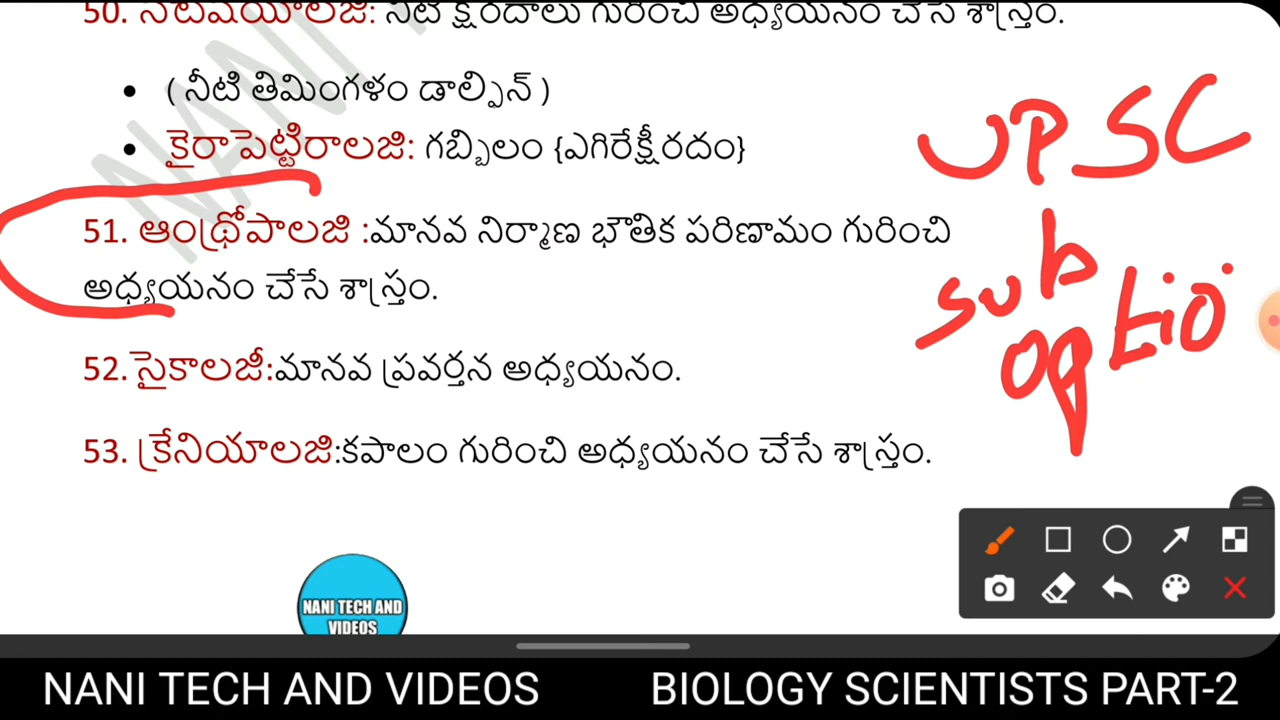 50. సిటిషియాలజి: నీటి క్షీరదాలు గురించి అధ్యయనం చేసే శాస్త్రం.
• ( నీటి తిమింగళం డాల్ఫిన్ )
• కైరాపెట్టిరాలజి: గబ్బిలం {ఎగిరేక్షీరదం}
51. ఆంథ్రోపాలజి :మానవ నిర్మాణ భౌతిక పరిణామం గురించి
అధ్యయనం చేసే శాస్త్రం.
52.సైకాలజీ:మానవ ప్రవర్తన అధ్యయనం.
53. క్రేనియాలజి:కపాలం గురించి అధ్యయనం చేసే శాస్త్రం.
UPSC
sub
optio
NANI TECH AND
VIDEOS
NANI TECH AND VIDEOS BIOLOGY SCIENTISTS PART-2